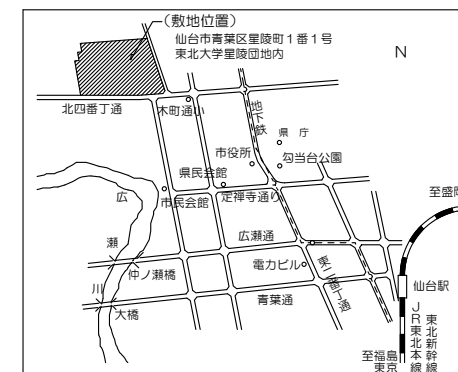 (敷地位置)
仙台市青葉区星陵町1番1号
東北大学星陵団地内
N
北四番丁通
木町通小
地下鉄
県庁
市役所
勾当台公園
県民会館
市民会館
定禅寺通り
至盛岡
広瀬川
広瀬通
仲ノ瀬橋
電力ビル
東二番丁通
青葉通
大橋
仙台駅
JR東北本線
東北新幹線
至福島
東京